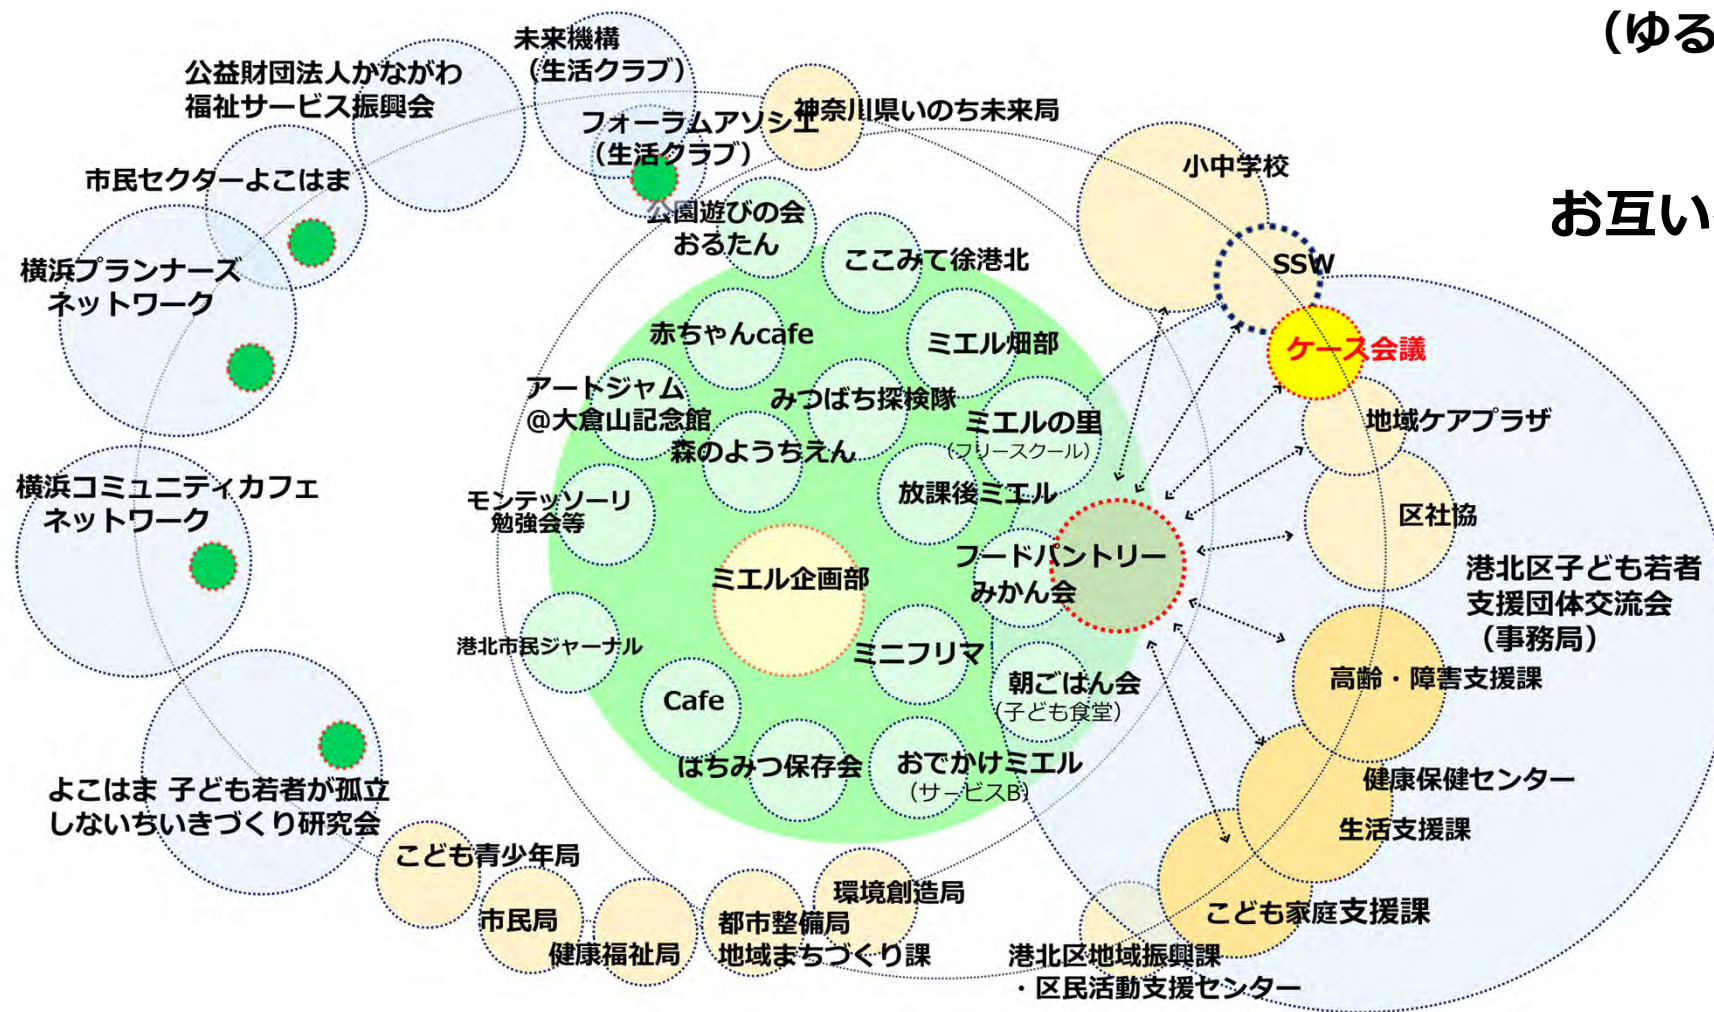 （ゆる
お互い
未来機構
（生活クラブ）
公益財団法人かながわ
福祉サービス振興会
フォーラムアソシエ
（生活クラブ）
神奈川県いのち未来局
小中学校
市民セクターよこはま
公園遊びの会
おるたん
ここみて徐港北
SSW
横浜プランナーズ
ネットワーク
赤ちゃんcafe
ミエル畑部
ケース会議
アートジャム
@大倉山記念館
みつばち探検隊
ミエルの里
（フリースクール）
地域ケアプラザ
森のようちえん
横浜コミュニティカフェ
ネットワーク
モンテッソーリ
勉強会等
放課後ミエル
区社協
フードパントリー
みかん会
ミエル企画部
港北区子ども若者
支援団体交流会
（事務局）
港北市民ジャーナル
ミニフリマ
高齢・障害支援課
Cafe
朝ごはん会
（子ども食堂）
はちみつ保存会
おでかけミエル
（サービスB）
健康保健センター
生活支援課
よこはま 子ども若者が孤立
しないちいきづくり研究会
こども青少年局
市民局
健康福祉局
都市整備局
地域まちづくり課
環境創造局
こども家庭支援課
港北区地域振興課
・区民活動支援センター